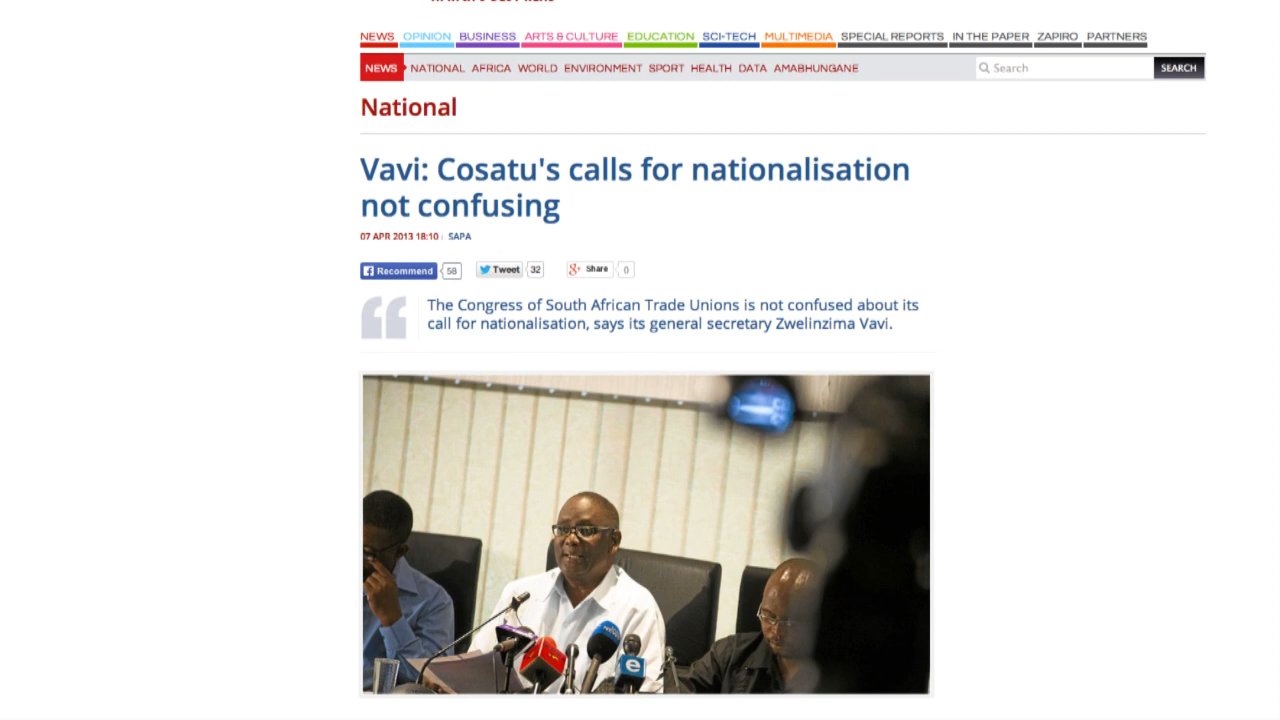 NEWS OPINION BUSINESS ARTS & CULTURE EDUCATION SCI-TECH MULTIMEDIA SPECIAL REPORTS IN THE PAPER ZAPIRO PARTNERS
NEWS NATIONAL AFRICA WORLD ENVIRONMENT SPORT HEALTH DATA AMABHUNGANE Search SEARCH
National
Vavi: Cosatu's calls for nationalisation
not confusing
07 APR 2013 18:10 SAPA
Recommend 58 Tweet 32 Share 0
The Congress of South African Trade Unions is not confused about its
call for nationalisation, says its general secretary Zwelinzima Vavi.
e